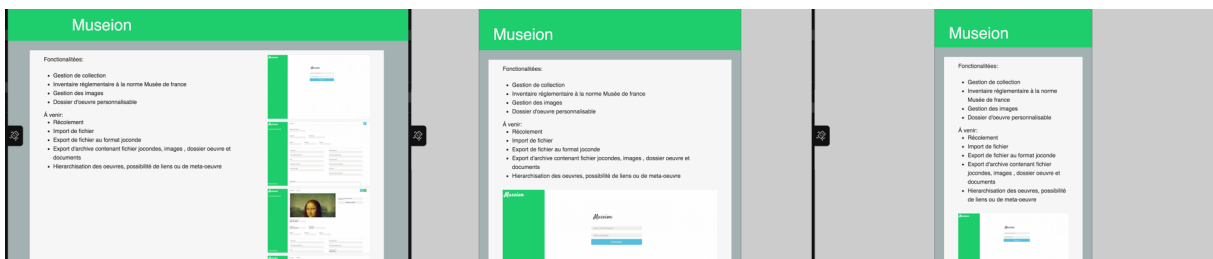 Museion
Fonctionalitées:
Gestion de collection
Inventaire réglementaire à la norme Musée de france
Gestion des images
Dossier d'oeuvre personnalisable
À venir:
Récolement
Import de fichier
Export de fichier au format joconde
Export d'archive contenant fichier jocondes, images , dossier oeuvre et
documents
Hierarchisation des oeuvres, possibilité de liens ou de meta-oeuvre
Museion
Fonctionalitées:
Gestion de collection
Inventaire réglementaire à la norme Musée de france
Gestion des images
Dossier d'oeuvre personnalisable
À venir:
Récolement
Import de fichier
Export de fichier au format joconde
Export d'archive contenant fichier jocondes, images , dossier oeuvre et
documents
Hierarchisation des oeuvres, possibilité de liens ou de meta-oeuvre
Museion
Museion
Museion
Fonctionalitées:
Gestion de collection
Inventaire réglementaire à la norme
Musée de france
Gestion des images
Dossier d'oeuvre personnalisable
À venir:
Récolement
Import de fichier
Export de fichier au format joconde
Export d'archive contenant fichier
jocondes, images , dossier oeuvre et
documents
Hierarchisation des oeuvres, possibilité
de liens ou de meta-oeuvre